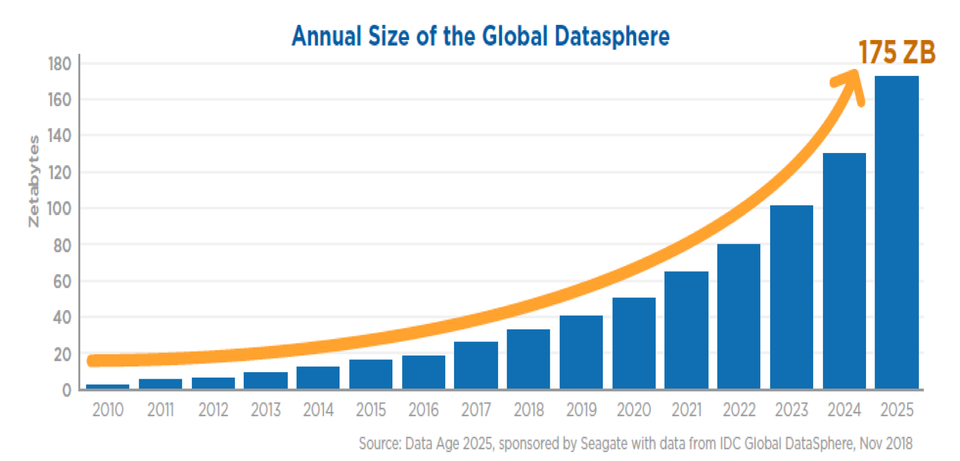 Annual Size of the Global Datasphere
175 ZB
Zetabytes
180
160
140
120
100
80
60
40
20
0
2010 2011 2012 2013 2014 2015 2016 2017 2018 2019 2020 2021 2022 2023 2024 2025
Source: Data Age 2025, sponsored by Seagate with data from IDC Global DataSphere, Nov 2018